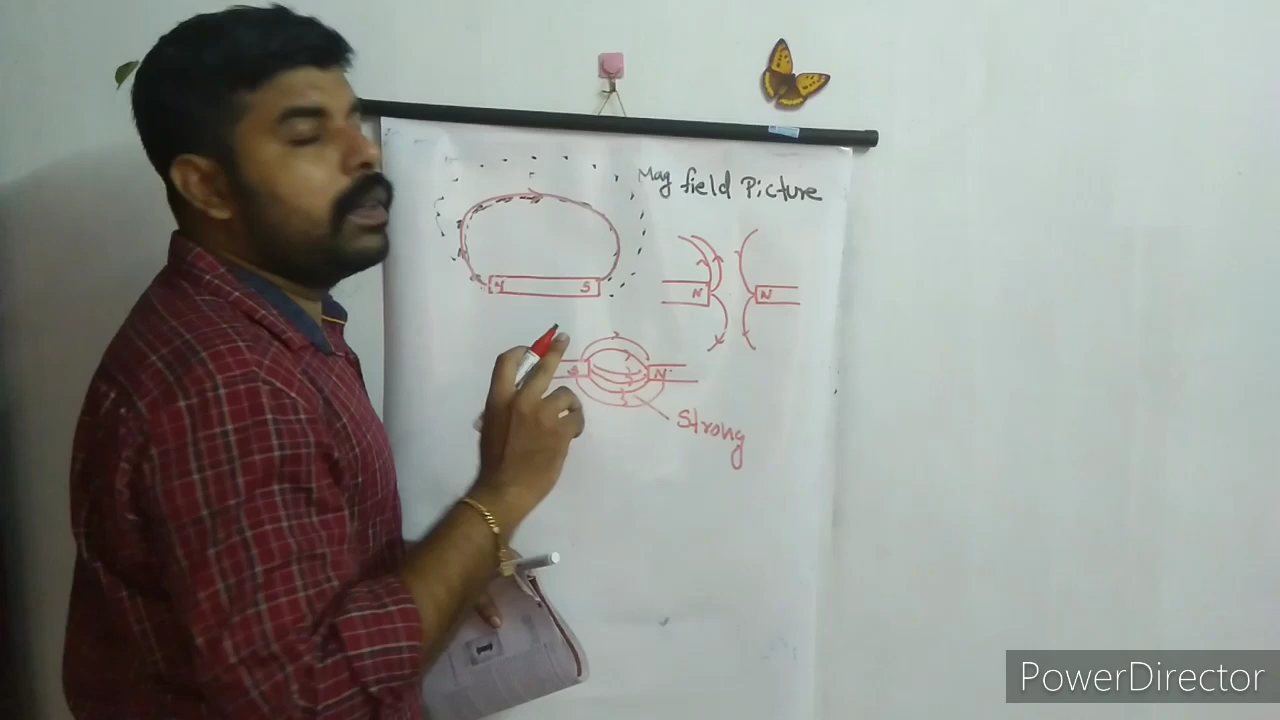 Mag field Picture
N S
N N
S N
Strong
PowerDirector